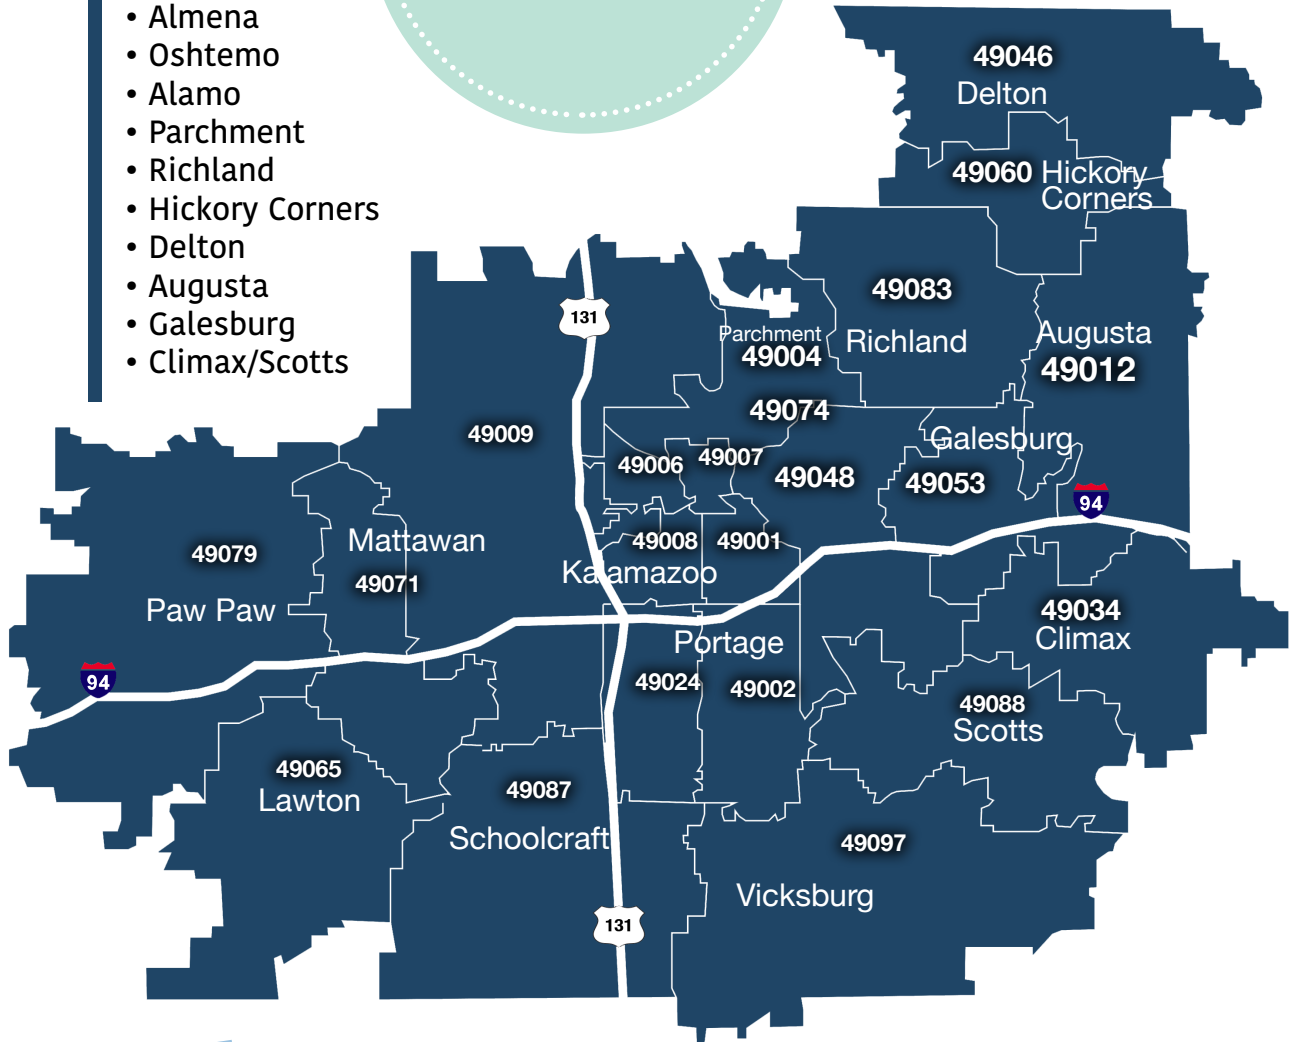 • Almena
• Oshtemo
• Alamo
• Parchment
• Richland
• Hickory Corners
• Delton
• Augusta
• Galesburg
• Climax/Scotts
49046
Delton
49060 Hickory
Corners
49083
Richland
131
Parchment
49004
Augusta
49012
49074
49009
Galesburg
49006
49007
49048
49053
94
Mattawan
49079
49071
49008
49001
Kalamazoo
Paw Paw
49034
Climax
Portage
94
49024
49002
49088
Scotts
49065
Lawton
49087
Schoolcraft
49097
Vicksburg
131